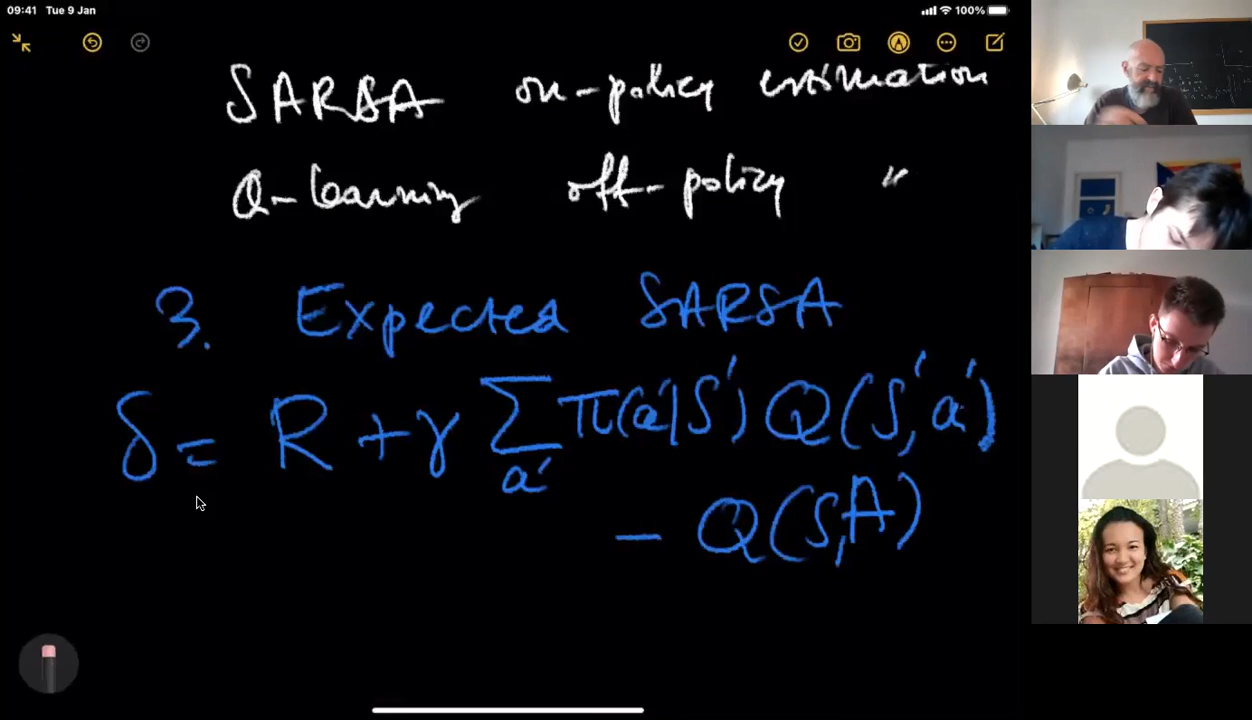 09:41 Tue 9 Jan
100%
SARSA on-policy estimation
Q-learning off-policy "
3. Expected SARSA
δ = R + γ Σ π(a'|S') Q(S', a')
a'
- Q(S,A)